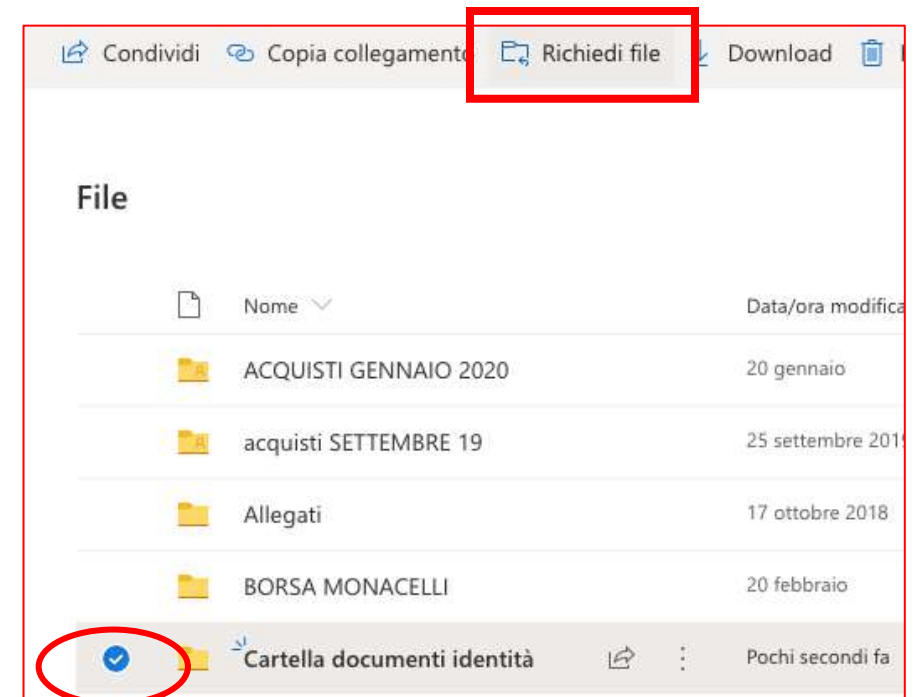 Condividi Copia collegamento Richiedi file Download
File
Nome Data/ora modifica
ACQUISTI GENNAIO 2020 20 gennaio
acquisti SETTEMBRE 19 25 settembre 2019
Allegati 17 ottobre 2018
BORSA MONACELLI 20 febbraio
Cartella documenti identità Pochi secondi fa